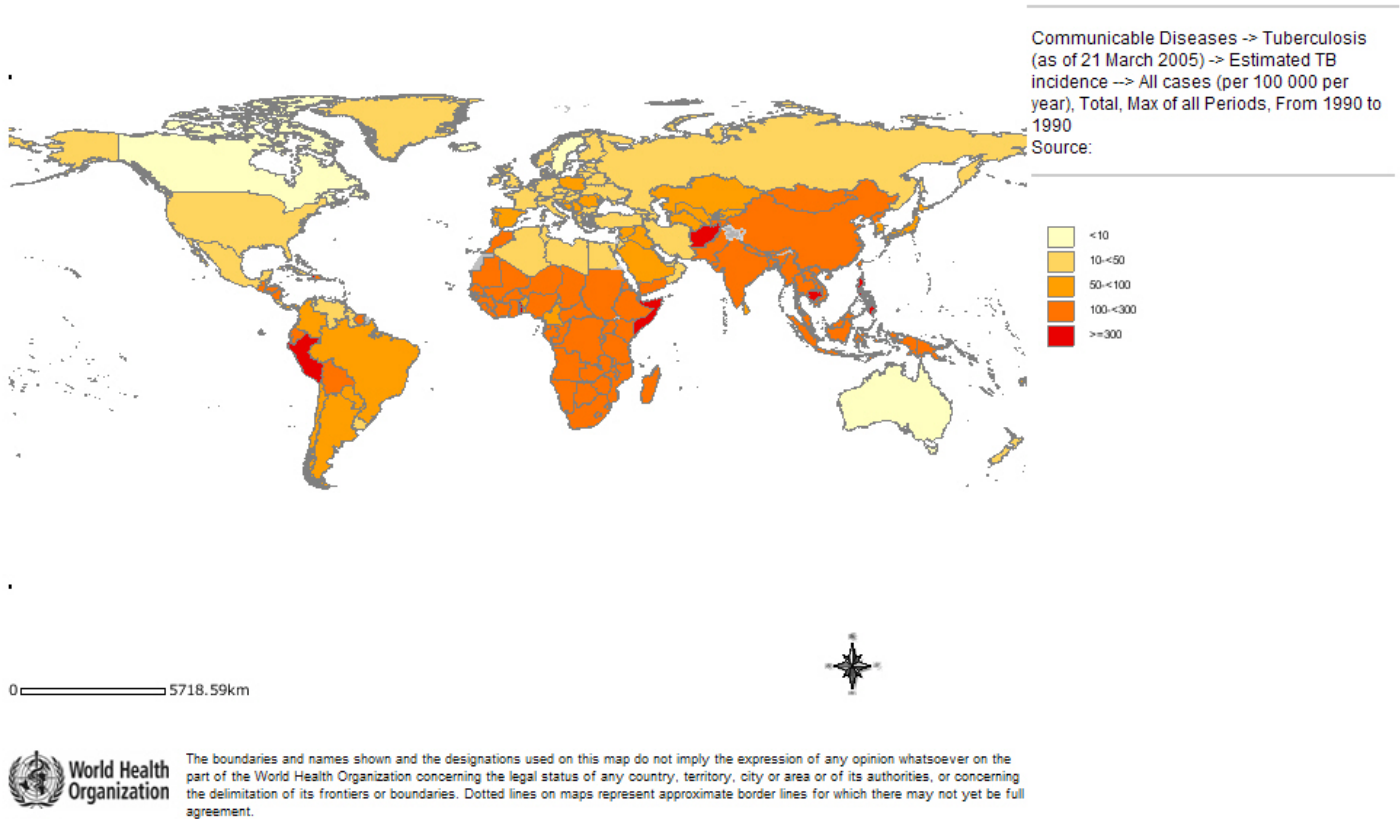 Communicable Diseases -> Tuberculosis
(as of 21 March 2005) -> Estimated TB
incidence --> All cases (per 100 000 per
year), Total, Max of all Periods, From 1990 to
1990
Source:
<10
10-<50
50-<100
100-<300
>=300
0 5718.59km
World Health
Organization
The boundaries and names shown and the designations used on this map do not imply the expression of any opinion whatsoever on the
part of the World Health Organization concerning the legal status of any country, territory, city or area or of its authorities, or concerning
the delimitation of its frontiers or boundaries. Dotted lines on maps represent approximate border lines for which there may not yet be full
agreement.